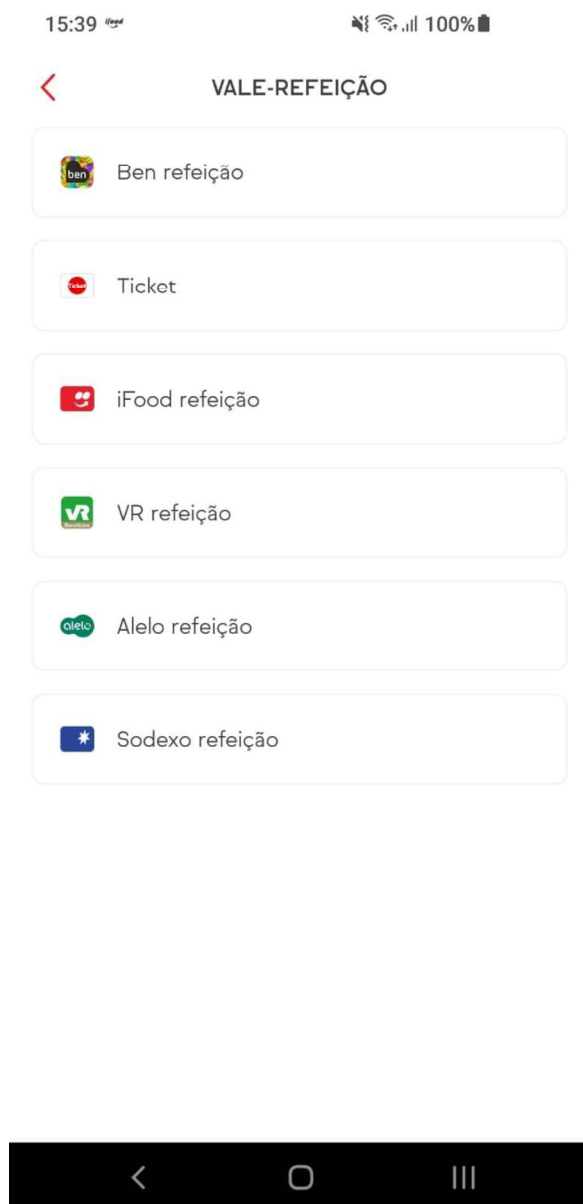 15:39 ifood 100%
VALE-REFEIÇÃO
ben Ben refeição
Ticket Ticket
iFood refeição
VR VR refeição
alelo Alelo refeição
Sodexo refeição